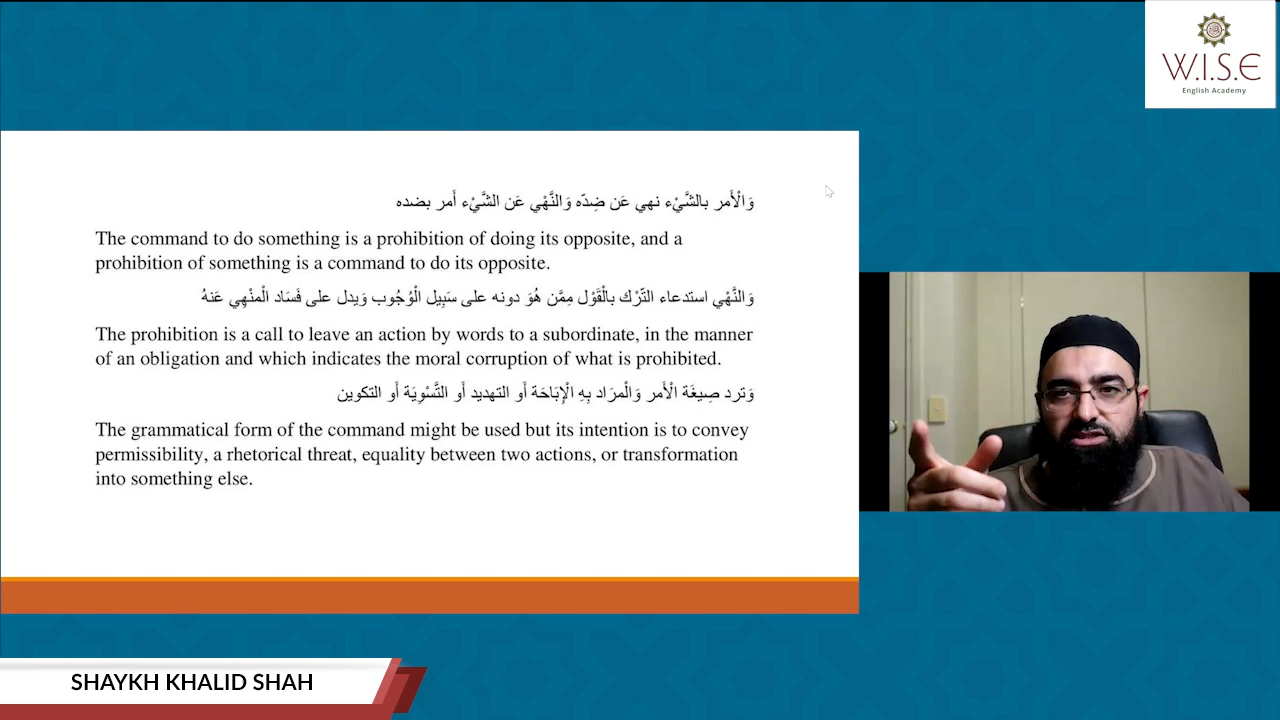 W.I.S.E
English Academy
وَالْأَمر بالشَّيْء نهي عَن ضِدّه وَالنَّهْي عَن الشَّيْء أَمر بضده
The command to do something is a prohibition of doing its opposite, and a
prohibition of something is a command to do its opposite.
وَالنَّهْي استدعاء التّرْك بالْقَوْل مِمَّن هُوَ دونه على سَبِيل الْوُجُوب وَيدل على فَسَاد الْمنْهِي عَنهُ
The prohibition is a call to leave an action by words to a subordinate, in the manner
of an obligation and which indicates the moral corruption of what is prohibited.
وَترد صِيغَة الْأَمر وَالْمرَاد بِهِ الْإِبَاحَة أَو التهديد أَو التَّسْوِيَة أَو التكوين
The grammatical form of the command might be used but its intention is to convey
permissibility, a rhetorical threat, equality between two actions, or transformation
into something else.
SHAYKH KHALID SHAH